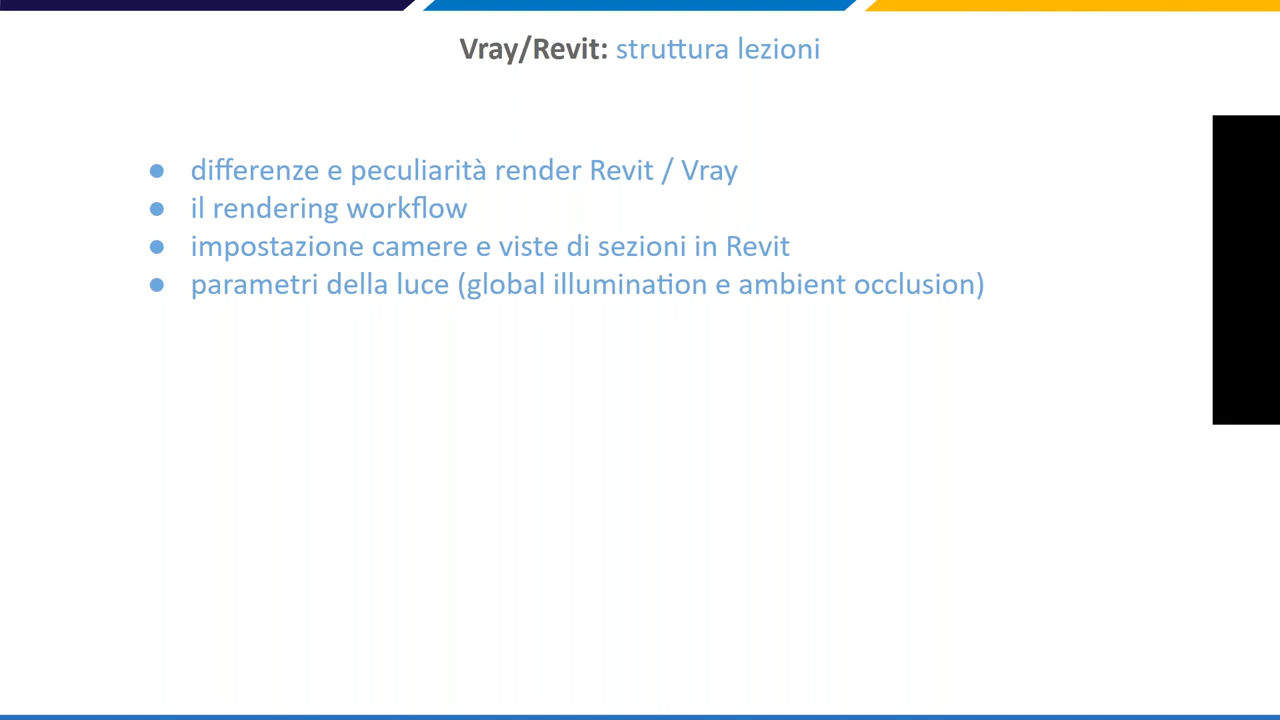 Vray/Revit: struttura lezioni
● differenze e peculiarità render Revit / Vray
● il rendering workflow
● impostazione camere e viste di sezioni in Revit
● parametri della luce (global illumination e ambient occlusion)